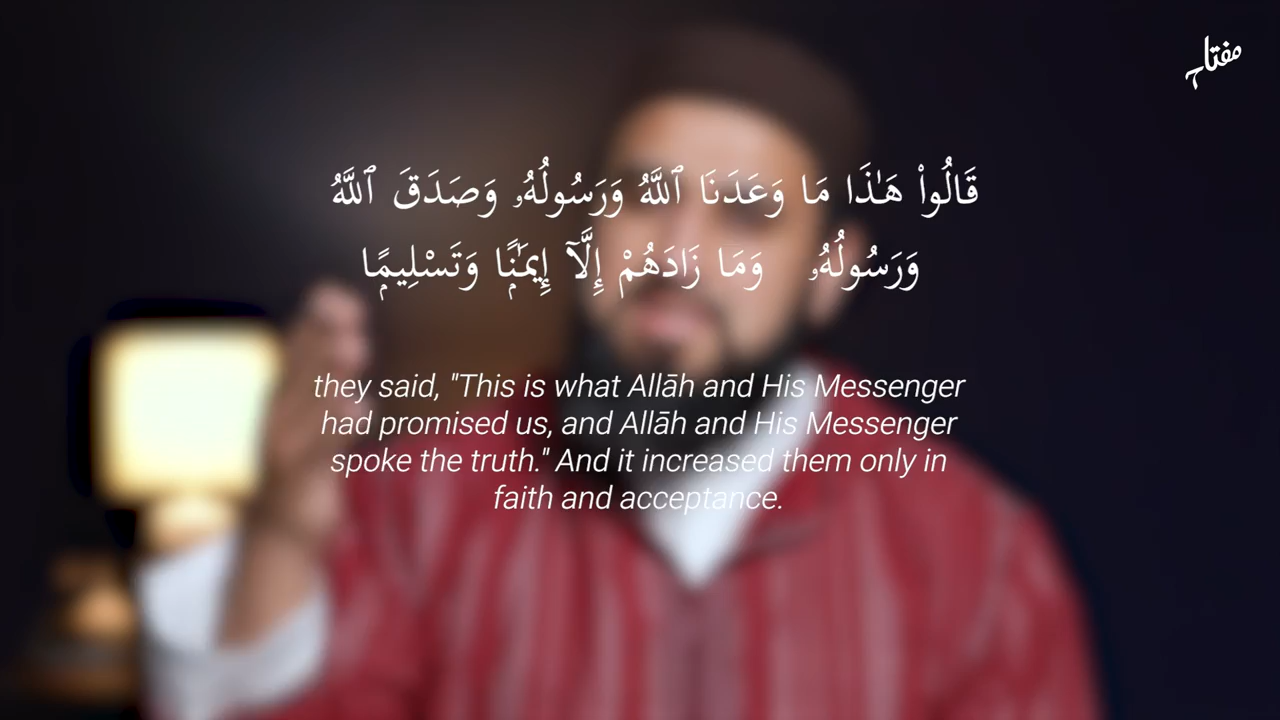 مفتاح
قَالُوا۟ هَـٰذَا مَا وَعَدَنَا ٱللَّهُ وَرَسُولُهُۥ وَصَدَقَ ٱللَّهُ
وَرَسُولُهُۥ وَمَا زَادَهُمْ إِلَّآ إِيمَـٰنًۭا وَتَسْلِيمًۭا
they said, "This is what Allāh and His Messenger
had promised us, and Allāh and His Messenger
spoke the truth." And it increased them only in
faith and acceptance.